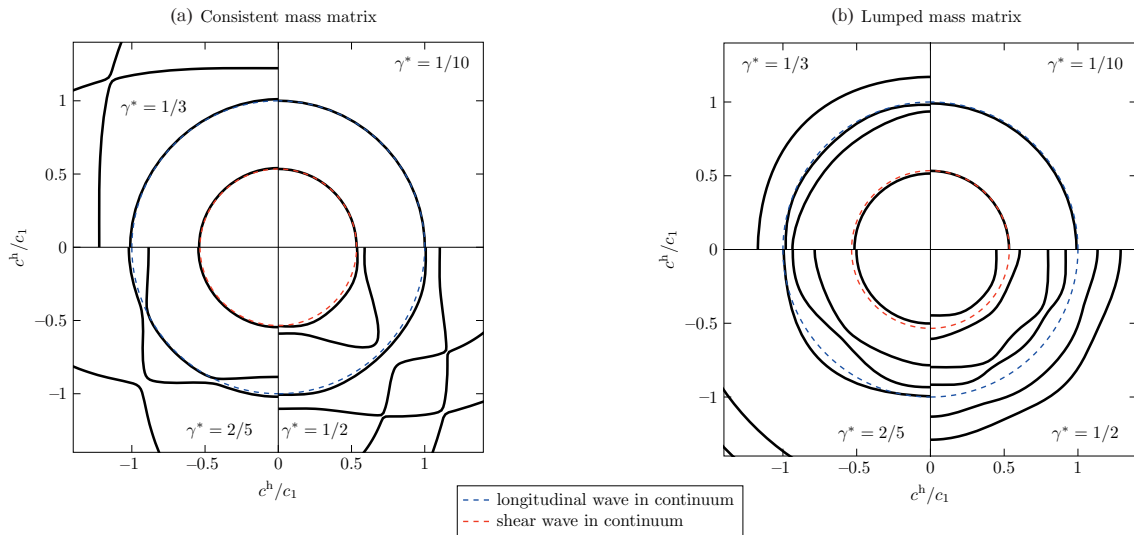 (a) Consistent mass matrix
γ* = 1/10
γ* = 1/3
1
0.5
0
−0.5
−1
c^h/c_1
γ* = 2/5
γ* = 1/2
−1
−0.5
0
0.5
1
c^h/c_1
(b) Lumped mass matrix
γ* = 1/3
γ* = 1/10
1
0.5
0
−0.5
−1
c^h/c_1
γ* = 2/5
γ* = 1/2
−1
−0.5
0
0.5
1
c^h/c_1
longitudinal wave in continuum
shear wave in continuum